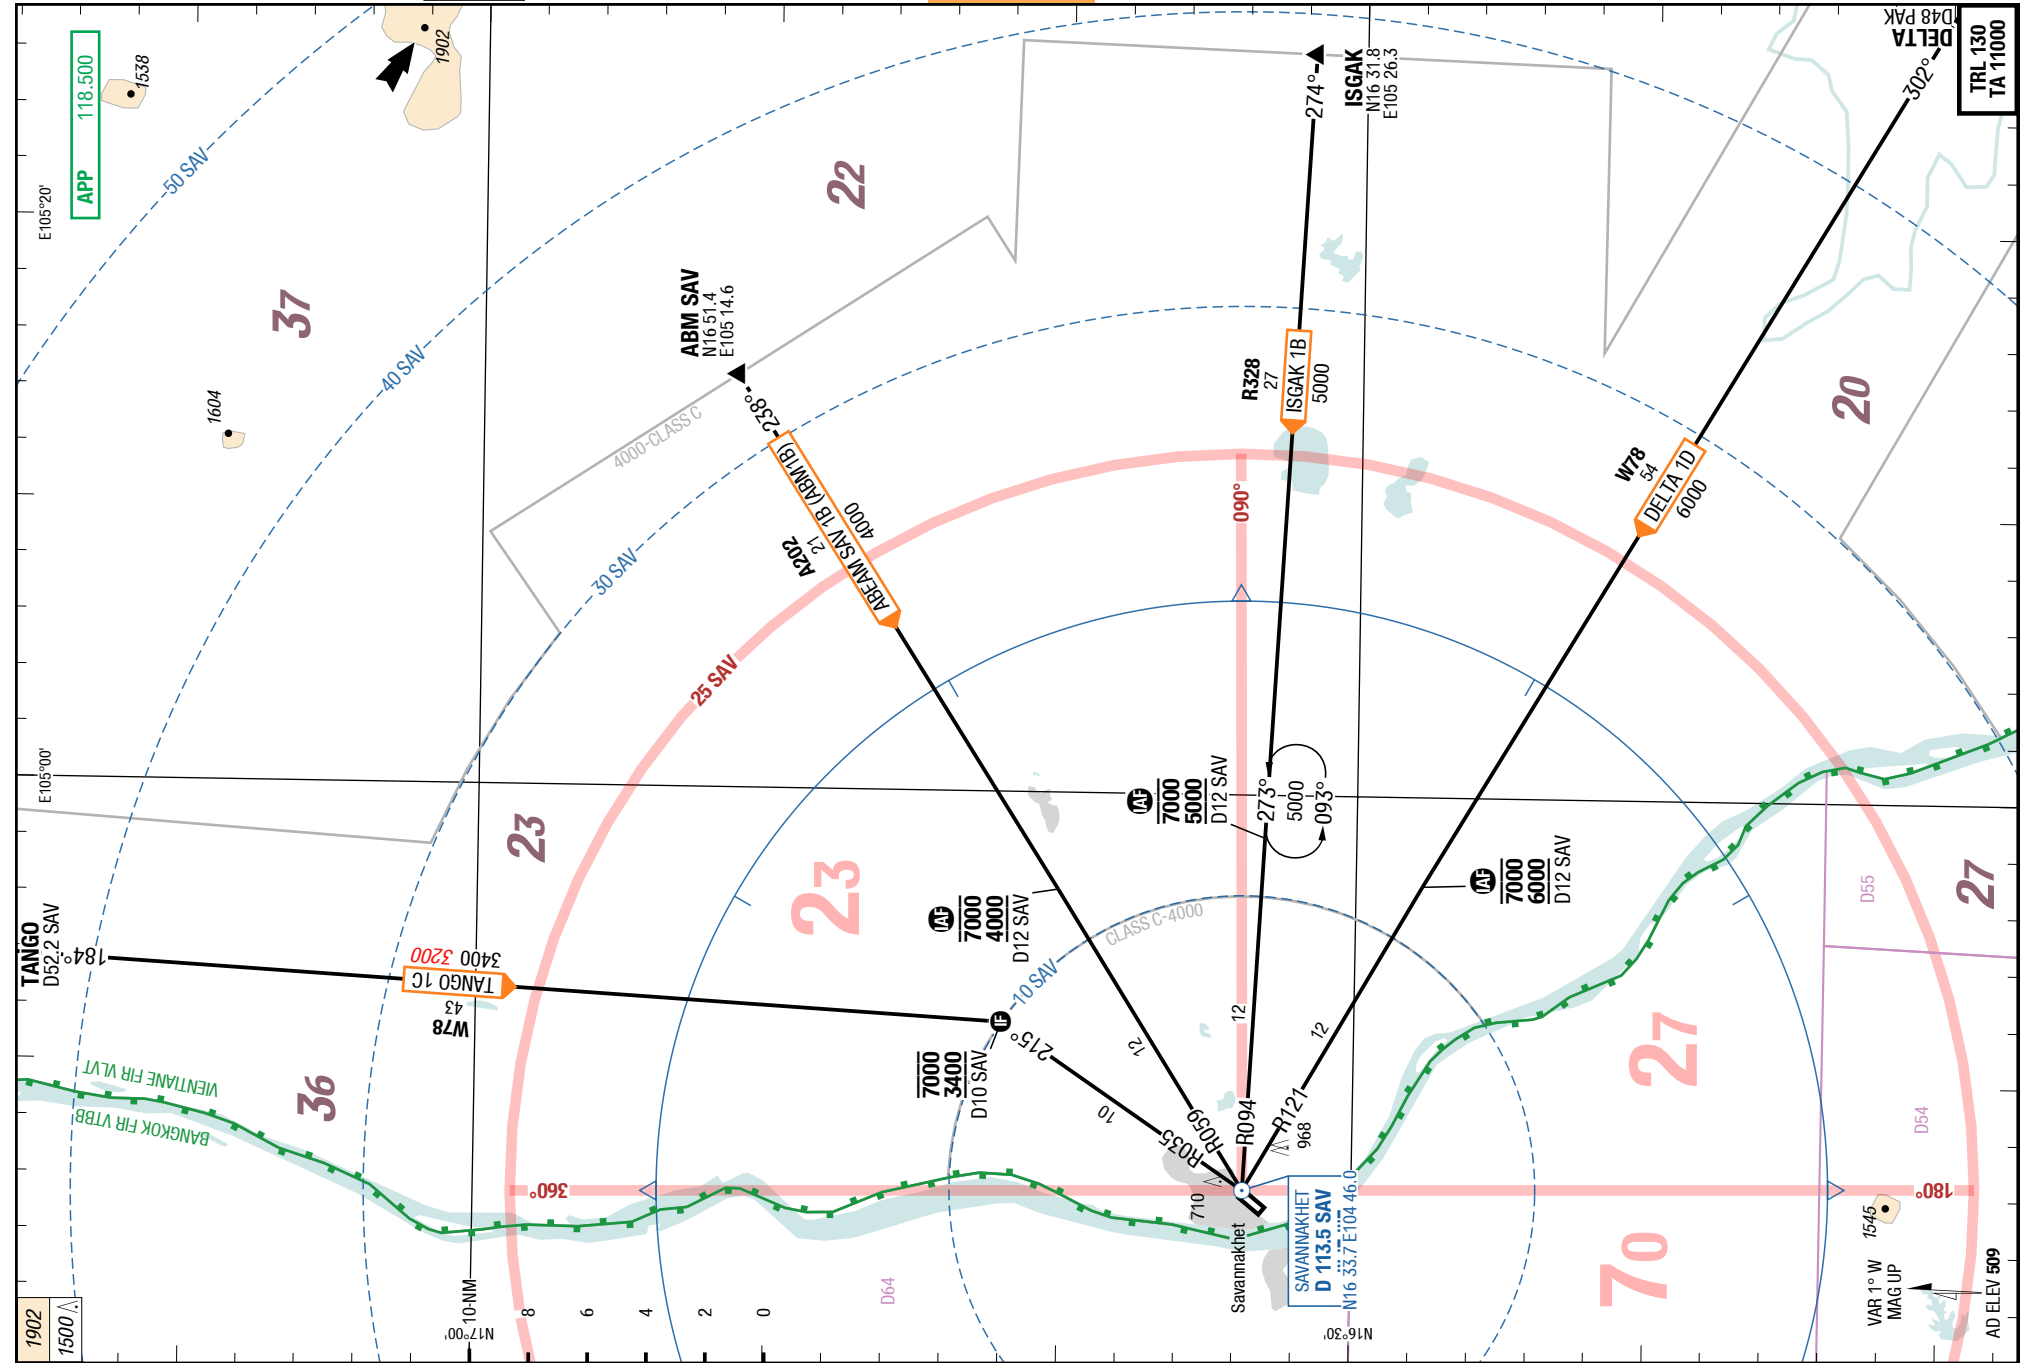 1902
1500
APP 118.500
E105°20'
E105°00'
1538
1902
1604
50 SAV
40 SAV
30 SAV
25 SAV
10 SAV
37
22
20
23
36
27
23
27
70
4000-CLASS C
CLASS C-4000
TANGO
D52.2 SAV
184°
TANGO 1C
3400 3200
43
W78
IF
7000
3400
D10 SAV
215°
10
R035
ABM SAV
N16 51.4
E105 14.6
238°
ABEAM SAV 1B (ABM1B)
4000
A202
21
IAF
7000
4000
D12 SAV
12
R059
ISGAK
N16 31.8
E105 26.3
274°
R328
27
ISGAK 1B
5000
IAF
7000
5000
D12 SAV
273°
5000
093°
12
R094
DELTA
D48 PAK
302°
W78
54
DELTA 1D
6000
IAF
7000
6000
D12 SAV
12
R121
TRL 130
TA 11000
360°
090°
180°
VIENTIANE FIR VLVT
BANGKOK FIR VTBB
D64
D55
D54
710
968
1545
Savannakhet
SAVANNAKHET
D 113.5 SAV
N16 33.7 E104 46.0
N17°00'
N16°30'
10-NM
8
6
4
2
0
VAR 1° W
MAG UP
AD ELEV 509